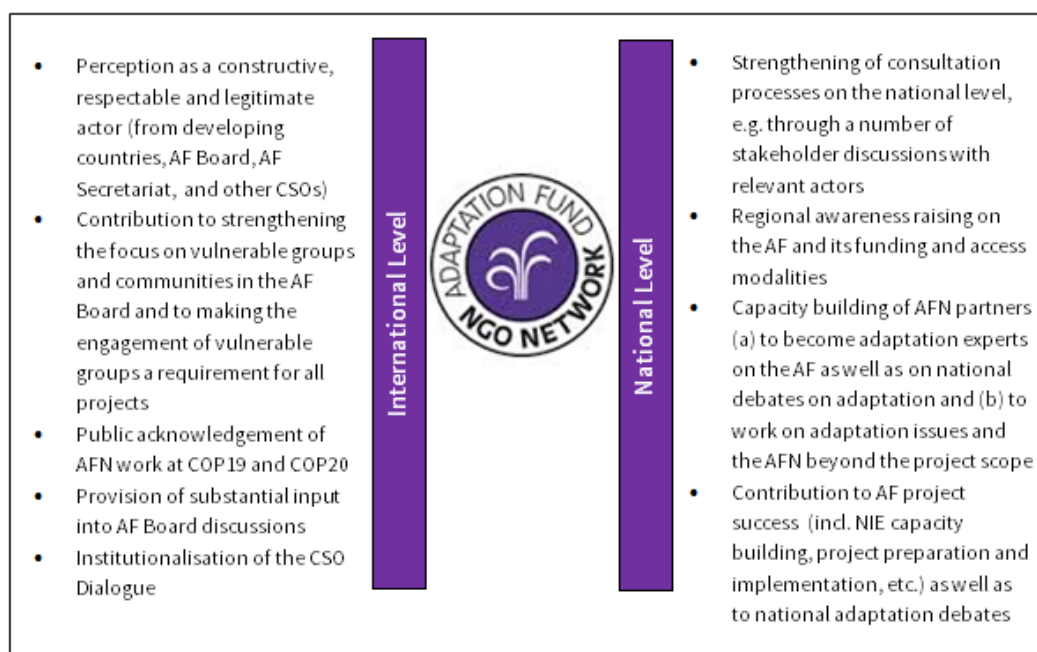 • Perception as a constructive,
respectable and legitimate
actor (from developing
countries, AF Board, AF
Secretariat, and other CSOs)
• Contribution to strengthening
the focus on vulnerable groups
and communities in the AF
Board and to making the
engagement of vulnerable
groups a requirement for all
projects
• Public acknowledgement of
AFN work at COP19 and COP20
• Provision of substantial input
into AF Board discussions
• Institutionalisation of the CSO
Dialogue
International Level
ADAPTATION FUND
NGO NETWORK
af
National Level
• Strengthening of consultation
processes on the national level,
e.g. through a number of
stakeholder discussions with
relevant actors
• Regional awareness raising on
the AF and its funding and access
modalities
• Capacity building of AFN partners
(a) to become adaptation experts
on the AF as well as on national
debates on adaptation and (b) to
work on adaptation issues and
the AFN beyond the project scope
• Contribution to AF project
success (incl. NIE capacity
building, project preparation and
implementation, etc.) as well as
to national adaptation debates